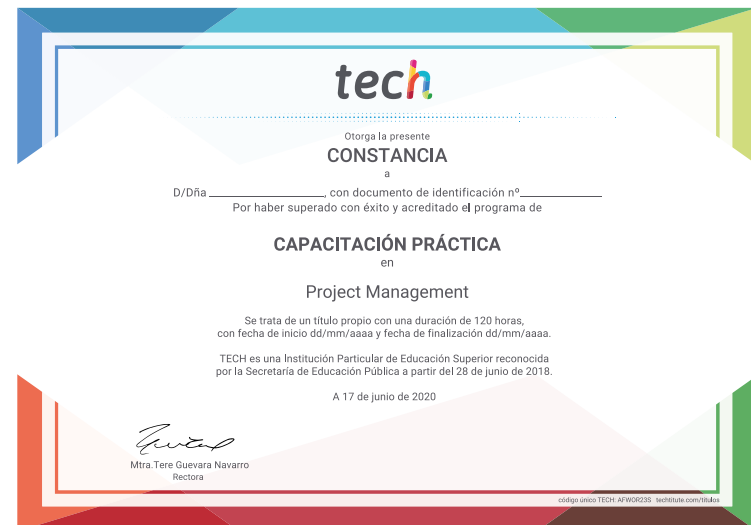 tech
Otorga la presente
CONSTANCIA
a
D/Dña ____________________, con documento de identificación nº______________
Por haber superado con éxito y acreditado el programa de
CAPACITACIÓN PRÁCTICA
en
Project Management
Se trata de un título propio con una duración de 120 horas,
con fecha de inicio dd/mm/aaaa y fecha de finalización dd/mm/aaaa.
TECH es una Institución Particular de Educación Superior reconocida
por la Secretaría de Educación Pública a partir del 28 de junio de 2018.
A 17 de junio de 2020
Mtra.Tere Guevara Navarro
Rectora
código único TECH: AFWOR23S techtitute.com/titulos